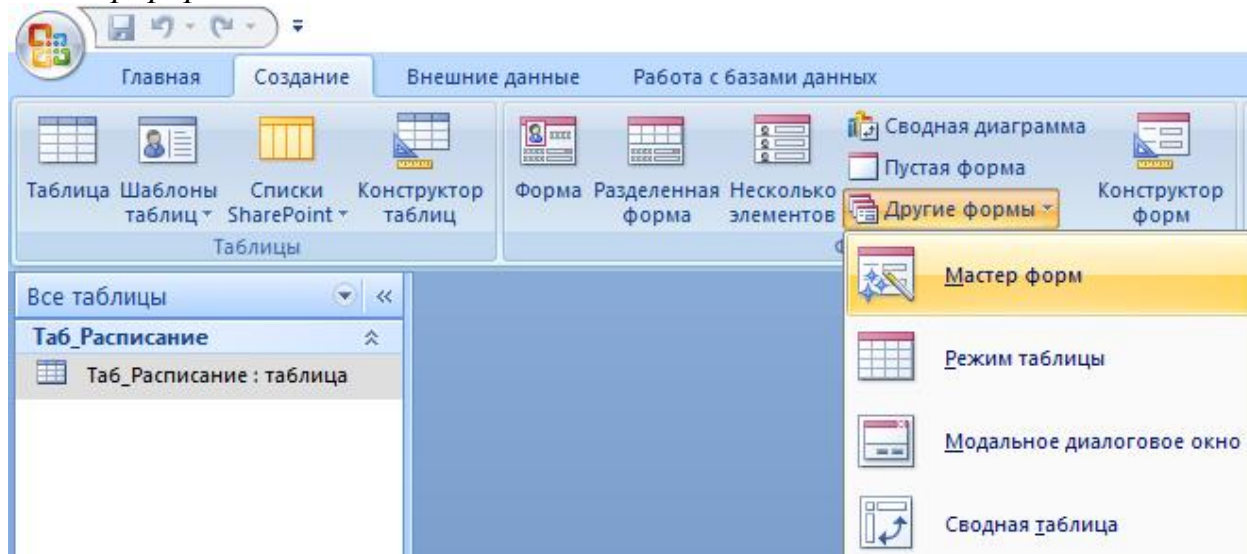 Главная Создание Внешние данные Работа с базами данных
Таблица Шаблоны таблиц Списки SharePoint Конструктор таблиц
Форма Разделенная форма Несколько элементов
Сводная диаграмма
Пустая форма
Другие формы
Конструктор форм
Таблицы
Мастер форм
Режим таблицы
Модальное диалоговое окно
Сводная таблица
Все таблицы
Таб_Расписание
Таб_Расписание : таблица